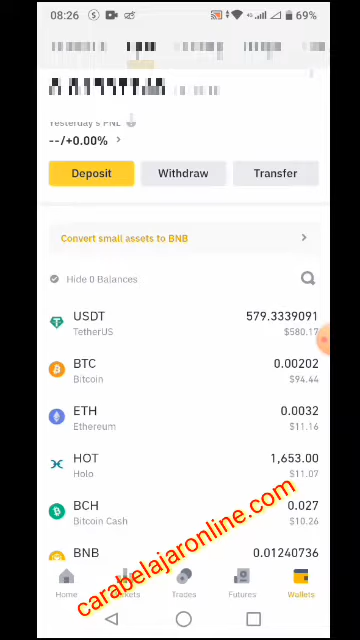 08:26
69%
Yesterday's PNL
--/+0.00%
Deposit
Withdraw
Transfer
Convert small assets to BNB
Hide 0 Balances
USDT 579.3339091
TetherUS $580.17
BTC 0.00202
Bitcoin $94.44
ETH 0.0032
Ethereum $11.16
HOT 1,653.00
Holo $11.07
BCH 0.027
Bitcoin Cash $10.26
BNB 0.01240736
carabelajaronline.com
Home
Trades
Futures
Wallets